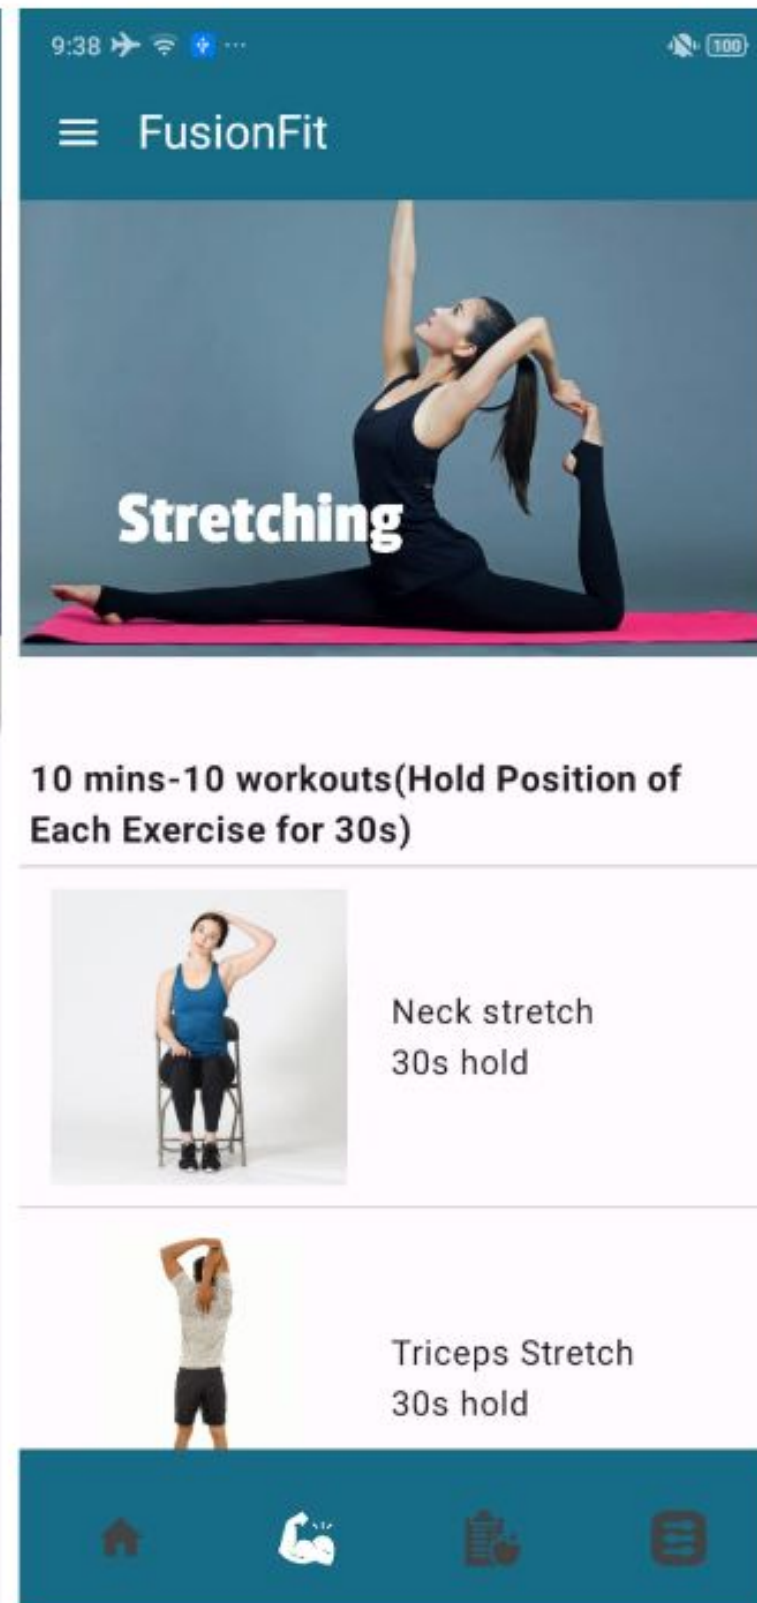 9:38
100
FusionFit
Stretching
10 mins-10 workouts(Hold Position of
Each Exercise for 30s)
Neck stretch
30s hold
Triceps Stretch
30s hold